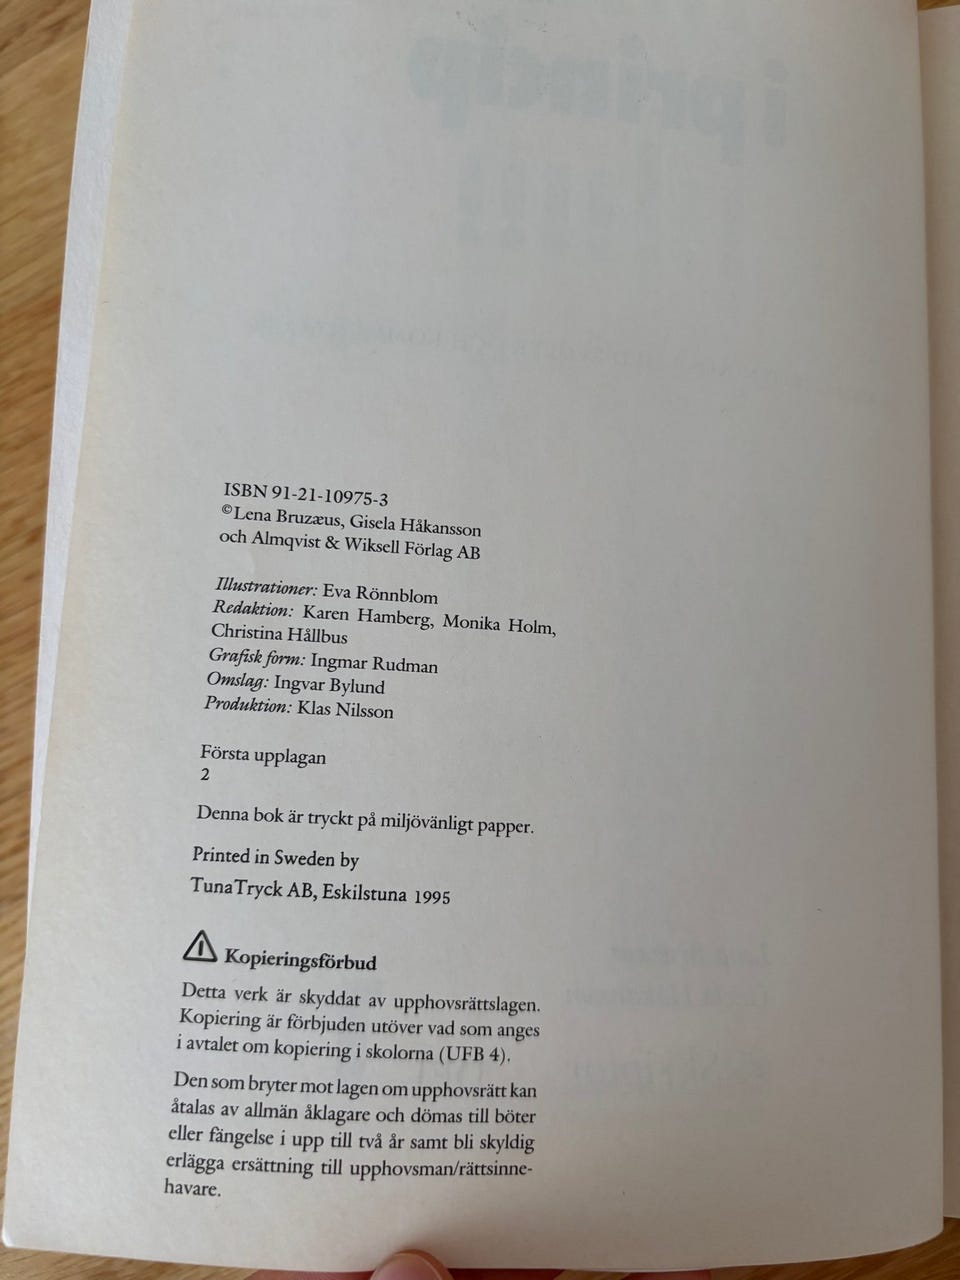 ISBN 91-21-10975-3
©Lena Bruzæus, Gisela Håkansson
och Almqvist & Wiksell Förlag AB
Illustrationer: Eva Rönnblom
Redaktion: Karen Hamberg, Monika Holm,
Christina Hållbus
Grafisk form: Ingmar Rudman
Omslag: Ingvar Bylund
Produktion: Klas Nilsson
Första upplagan
2
Denna bok är tryckt på miljövänligt papper.
Printed in Sweden by
TunaTryck AB, Eskilstuna 1995
Kopieringsförbud
Detta verk är skyddat av upphovsrättslagen.
Kopiering är förbjuden utöver vad som anges
i avtalet om kopiering i skolorna (UFB 4).
Den som bryter mot lagen om upphovsrätt kan
åtalas av allmän åklagare och dömas till böter
eller fängelse i upp till två år samt bli skyldig
erlägga ersättning till upphovsman/rättsinne-
havare.